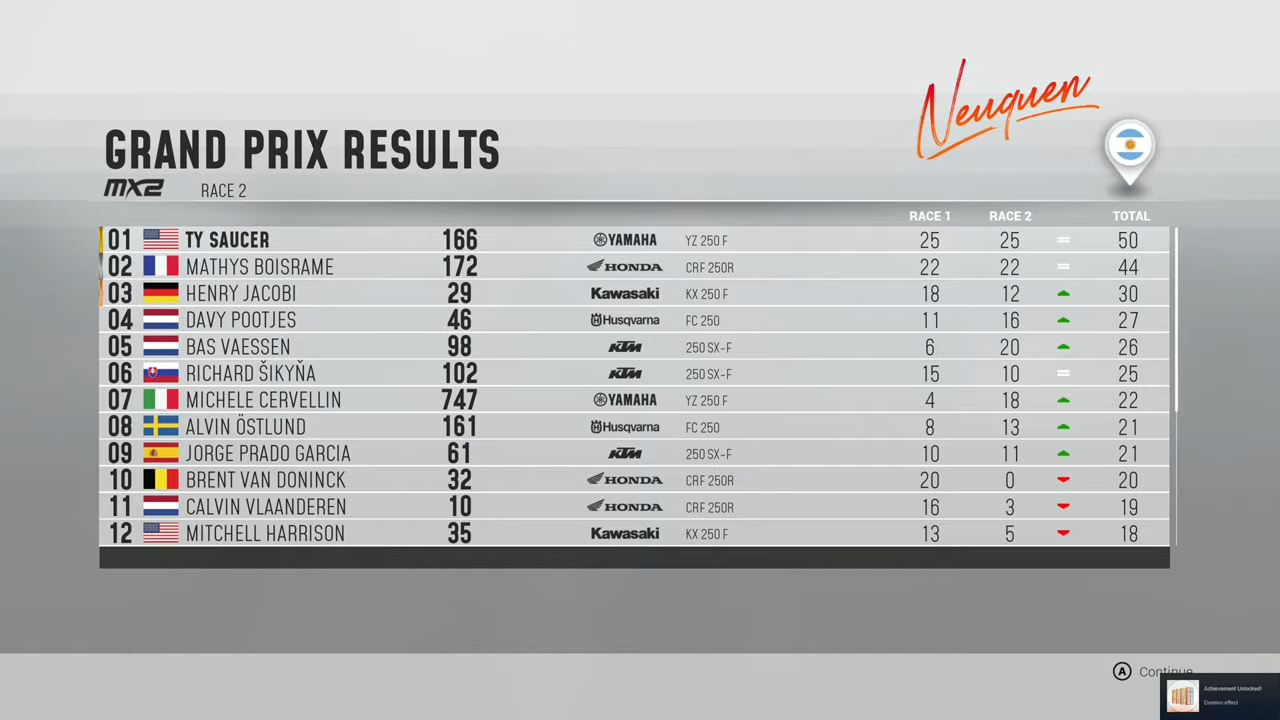 Neuquen
GRAND PRIX RESULTS
MX2 RACE 2
RACE 1 RACE 2 TOTAL
01 TY SAUCER 166 YAMAHA YZ 250 F 25 25 50
02 MATHYS BOISRAME 172 HONDA CRF 250R 22 22 44
03 HENRY JACOBI 29 Kawasaki KX 250 F 18 12 30
04 DAVY POOTJES 46 Husqvarna FC 250 11 16 27
05 BAS VAESSEN 98 KTM 250 SX-F 6 20 26
06 RICHARD ŠIKYŇA 102 KTM 250 SX-F 15 10 25
07 MICHELE CERVELLIN 747 YAMAHA YZ 250 F 4 18 22
08 ALVIN ÖSTLUND 161 Husqvarna FC 250 8 13 21
09 JORGE PRADO GARCIA 61 KTM 250 SX-F 10 11 21
10 BRENT VAN DONINCK 32 HONDA CRF 250R 20 0 20
11 CALVIN VLAANDEREN 10 HONDA CRF 250R 16 3 19
12 MITCHELL HARRISON 35 Kawasaki KX 250 F 13 5 18
A Continue
Achievement Unlocked!
Domino effect